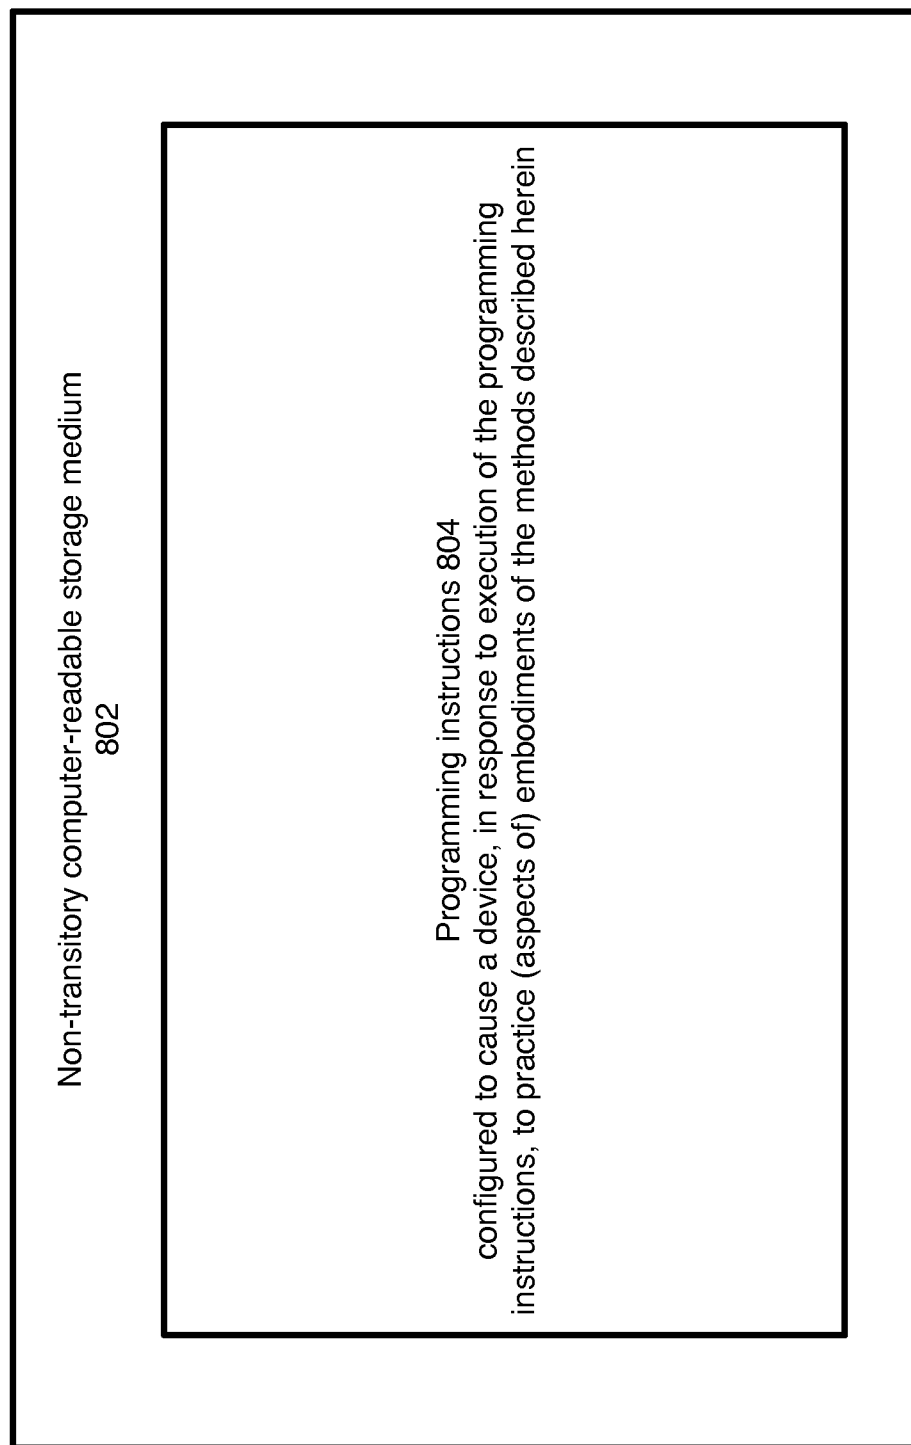 Non-transitory computer-readable storage medium
802
Programming instructions 804
configured to cause a device, in response to execution of the programming
instructions, to practice (aspects of) embodiments of the methods described herein